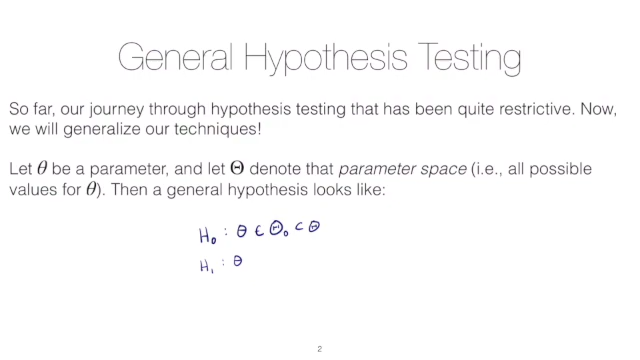 General Hypothesis Testing
So far, our journey through hypothesis testing that has been quite restrictive. Now,
we will generalize our techniques!
Let θ be a parameter, and let Θ denote that parameter space (i.e., all possible
values for θ). Then a general hypothesis looks like:
H₀ : θ ∈ Θ₀ ⊂ Θ
H₁ : θ
2